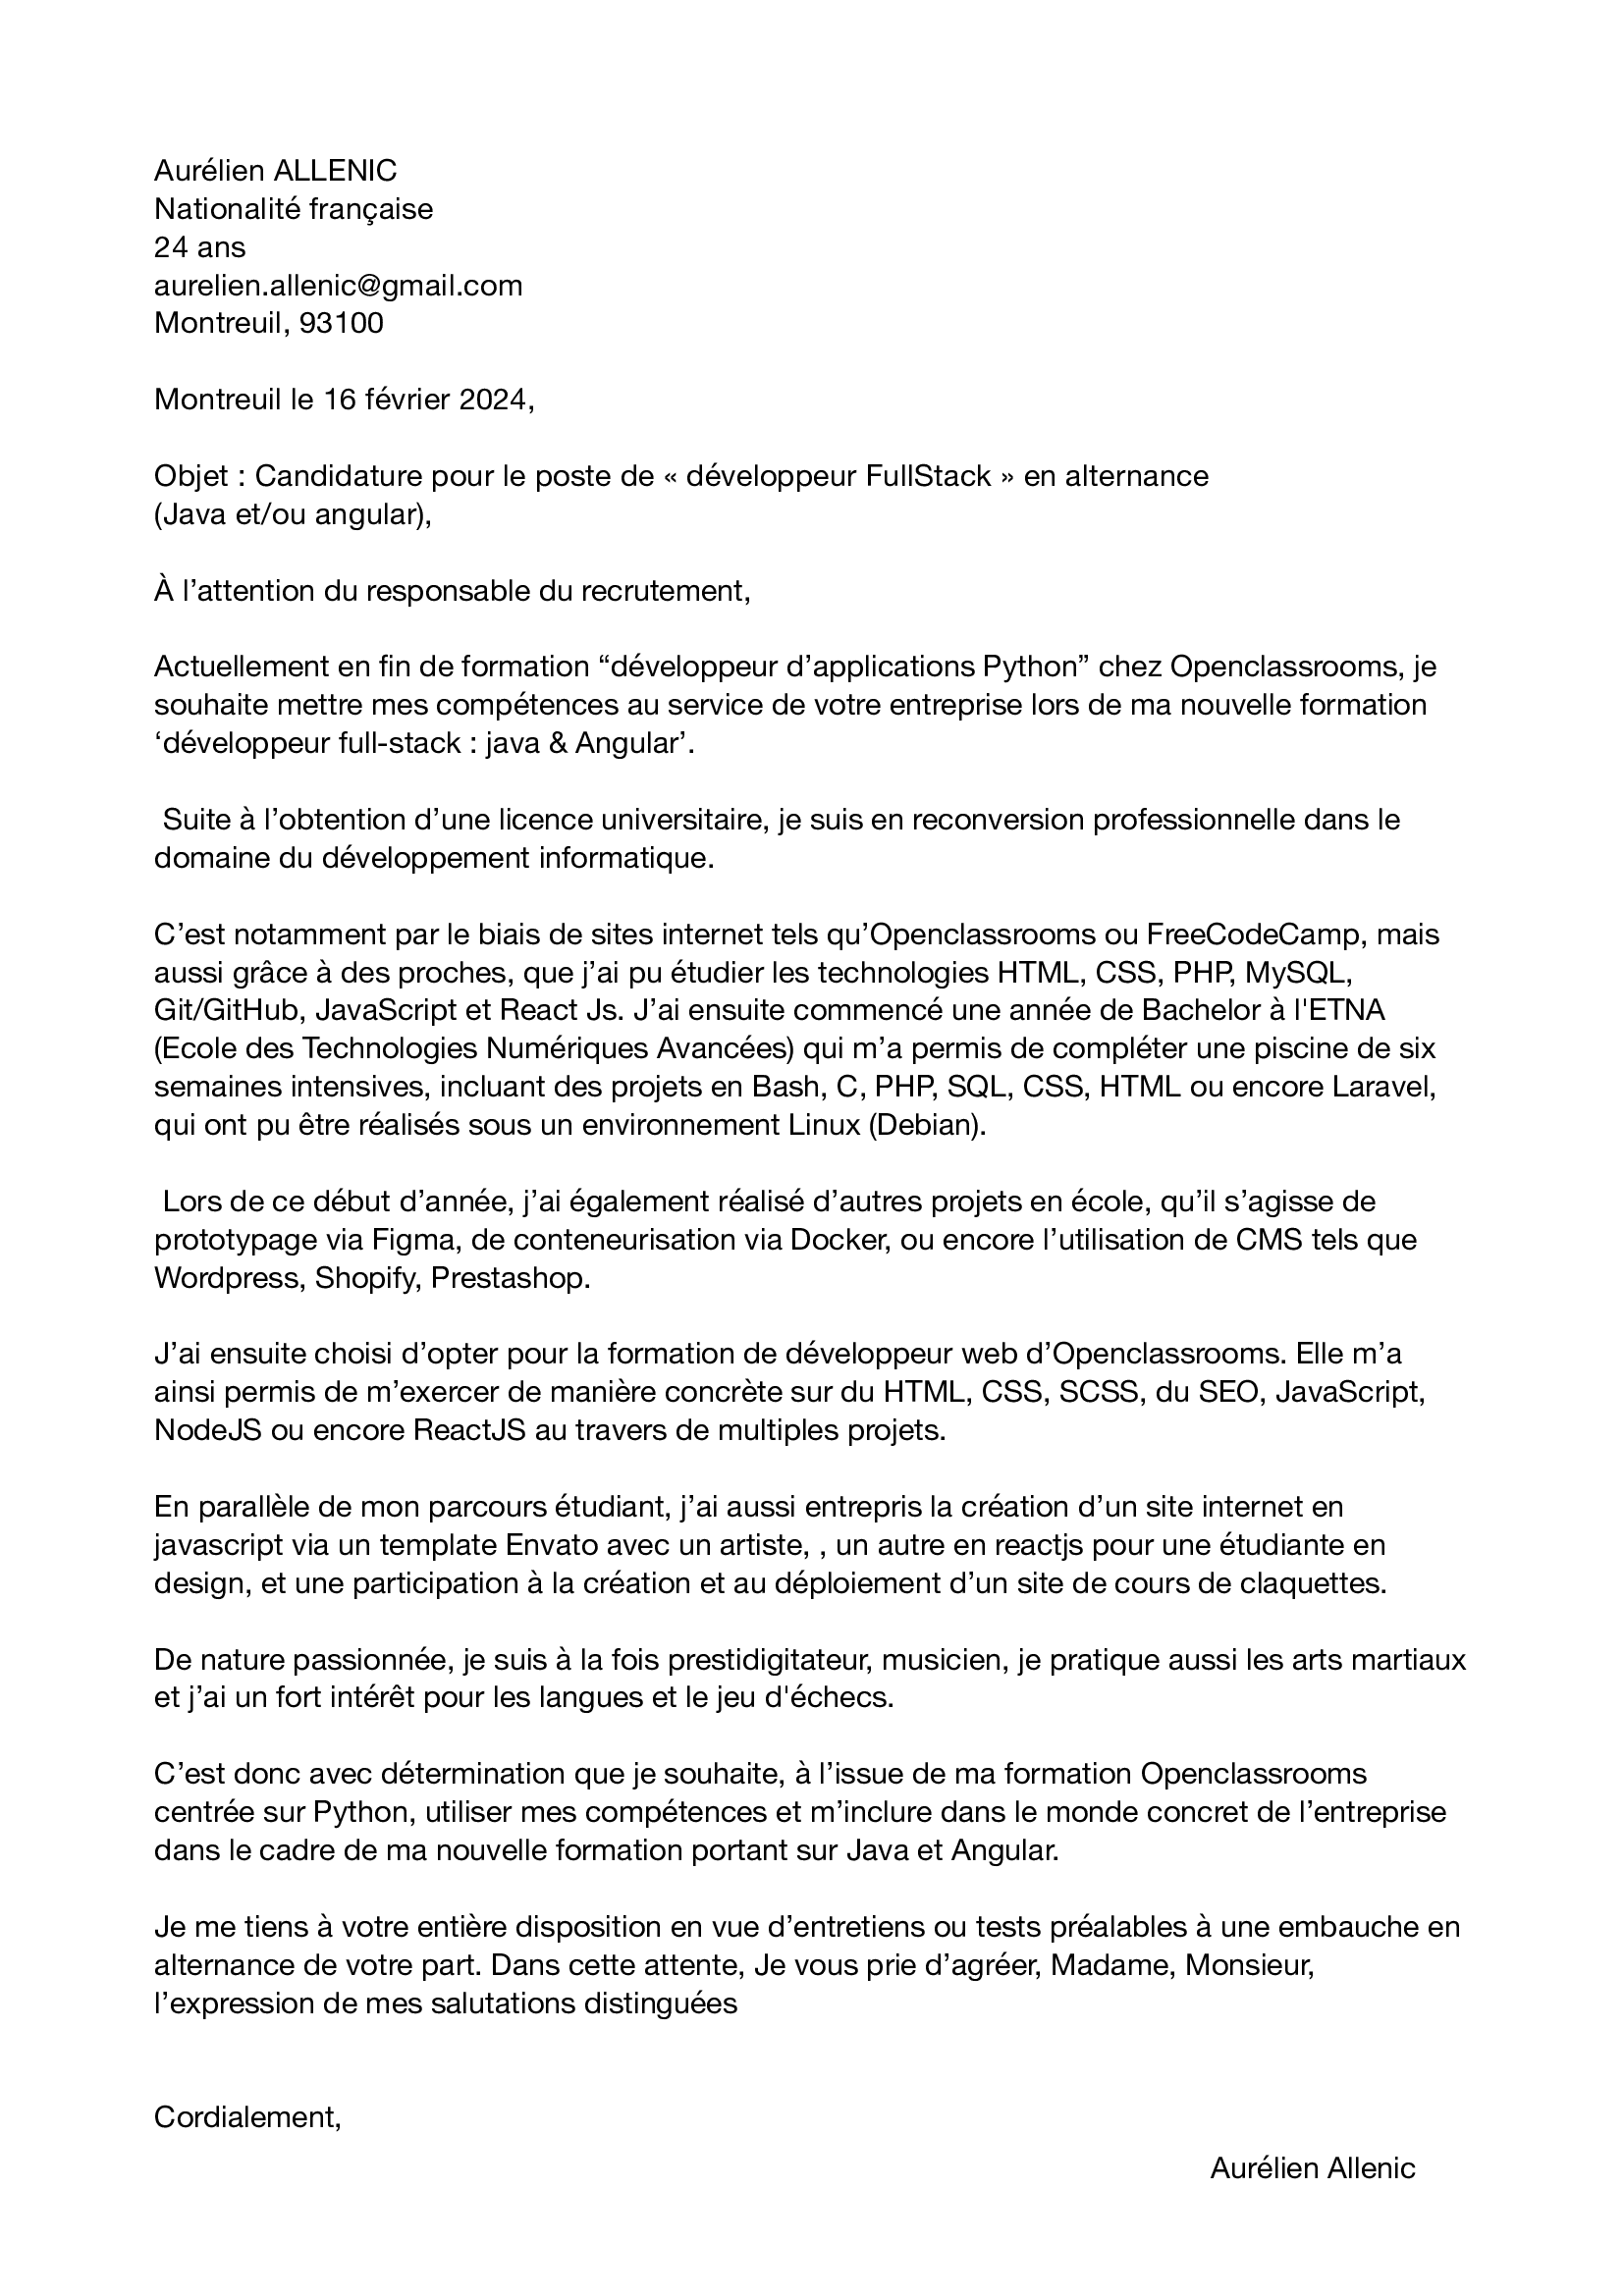 Aurélien ALLENIC
Nationalité française
24 ans
aurelien.allenic@gmail.com
Montreuil, 93100
Montreuil le 16 février 2024,
Objet : Candidature pour le poste de « développeur FullStack » en alternance
(Java et/ou angular),
À l’attention du responsable du recrutement,
Actuellement en fin de formation “développeur d’applications Python” chez Openclassrooms, je
souhaite mettre mes compétences au service de votre entreprise lors de ma nouvelle formation
‘développeur full-stack : java & Angular’.
Suite à l’obtention d’une licence universitaire, je suis en reconversion professionnelle dans le
domaine du développement informatique.
C’est notamment par le biais de sites internet tels qu’Openclassrooms ou FreeCodeCamp, mais
aussi grâce à des proches, que j’ai pu étudier les technologies HTML, CSS, PHP, MySQL,
Git/GitHub, JavaScript et React Js. J’ai ensuite commencé une année de Bachelor à l'ETNA
(Ecole des Technologies Numériques Avancées) qui m’a permis de compléter une piscine de six
semaines intensives, incluant des projets en Bash, C, PHP, SQL, CSS, HTML ou encore Laravel,
qui ont pu être réalisés sous un environnement Linux (Debian).
Lors de ce début d’année, j’ai également réalisé d’autres projets en école, qu’il s’agisse de
prototypage via Figma, de conteneurisation via Docker, ou encore l’utilisation de CMS tels que
Wordpress, Shopify, Prestashop.
J’ai ensuite choisi d’opter pour la formation de développeur web d’Openclassrooms. Elle m’a
ainsi permis de m’exercer de manière concrète sur du HTML, CSS, SCSS, du SEO, JavaScript,
NodeJS ou encore ReactJS au travers de multiples projets.
En parallèle de mon parcours étudiant, j’ai aussi entrepris la création d’un site internet en
javascript via un template Envato avec un artiste, , un autre en reactjs pour une étudiante en
design, et une participation à la création et au déploiement d’un site de cours de claquettes.
De nature passionnée, je suis à la fois prestidigitateur, musicien, je pratique aussi les arts martiaux
et j’ai un fort intérêt pour les langues et le jeu d'échecs.
C’est donc avec détermination que je souhaite, à l’issue de ma formation Openclassrooms
centrée sur Python, utiliser mes compétences et m’inclure dans le monde concret de l’entreprise
dans le cadre de ma nouvelle formation portant sur Java et Angular.
Je me tiens à votre entière disposition en vue d’entretiens ou tests préalables à une embauche en
alternance de votre part. Dans cette attente, Je vous prie d’agréer, Madame, Monsieur,
l’expression de mes salutations distinguées
Cordialement,
Aurélien Allenic